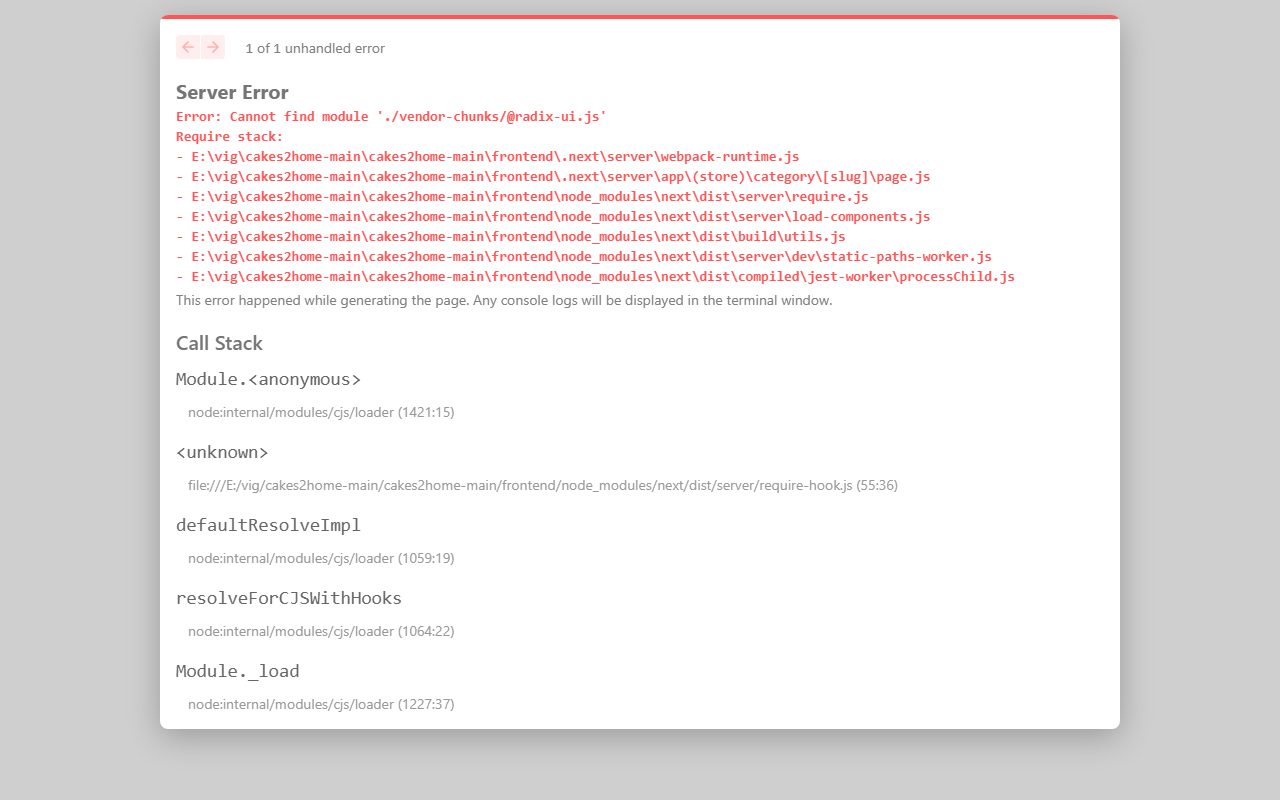 1 of 1 unhandled error
Server Error
Error: Cannot find module './vendor-chunks/@radix-ui.js'
Require stack:
- E:\vig\cakes2home-main\cakes2home-main\frontend\.next\server\webpack-runtime.js
- E:\vig\cakes2home-main\cakes2home-main\frontend\.next\server\app\(store)\category\[slug]\page.js
- E:\vig\cakes2home-main\cakes2home-main\frontend\node_modules\next\dist\server\require.js
- E:\vig\cakes2home-main\cakes2home-main\frontend\node_modules\next\dist\server\load-components.js
- E:\vig\cakes2home-main\cakes2home-main\frontend\node_modules\next\dist\build\utils.js
- E:\vig\cakes2home-main\cakes2home-main\frontend\node_modules\next\dist\server\dev\static-paths-worker.js
- E:\vig\cakes2home-main\cakes2home-main\frontend\node_modules\next\dist\compiled\jest-worker\processChild.js
This error happened while generating the page. Any console logs will be displayed in the terminal window.
Call Stack
Module.<anonymous>
node:internal/modules/cjs/loader (1421:15)
<unknown>
file:///E:/vig/cakes2home-main/cakes2home-main/frontend/node_modules/next/dist/server/require-hook.js (55:36)
defaultResolveImpl
node:internal/modules/cjs/loader (1059:19)
resolveForCJSWithHooks
node:internal/modules/cjs/loader (1064:22)
Module._load
node:internal/modules/cjs/loader (1227:37)